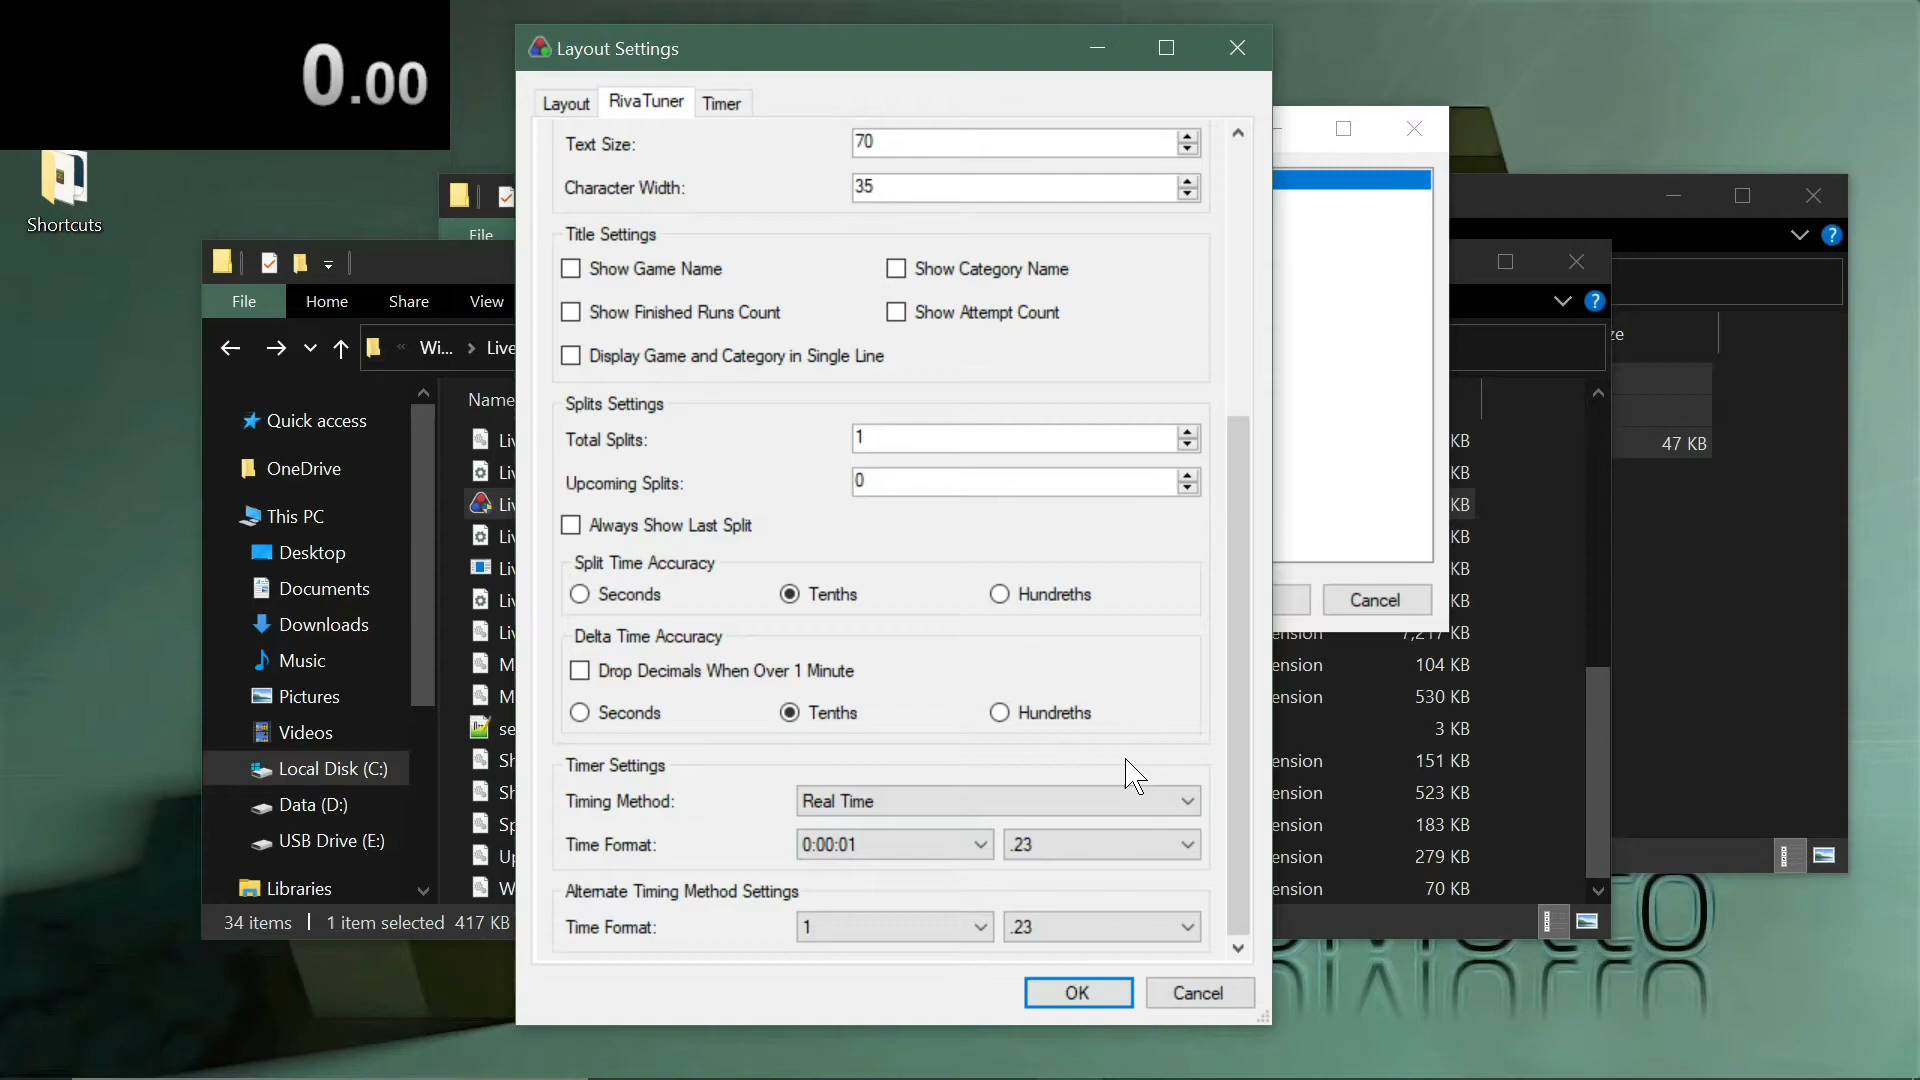 0.00
Layout Settings
Layout
RivaTuner
Timer
Text Size:
70
Character Width:
35
Title Settings
Show Game Name
Show Category Name
Show Finished Runs Count
Show Attempt Count
Display Game and Category in Single Line
Splits Settings
Total Splits:
1
Upcoming Splits:
0
Always Show Last Split
Split Time Accuracy
Seconds
Tenths
Hundreths
Delta Time Accuracy
Drop Decimals When Over 1 Minute
Seconds
Tenths
Hundreths
Timer Settings
Timing Method:
Real Time
Time Format:
0:00:01
.23
Alternate Timing Method Settings
Time Format:
1
.23
OK
Cancel
Shortcuts
File
File
Home
Share
View
Wi...
Live
Quick access
OneDrive
This PC
Desktop
Documents
Downloads
Music
Pictures
Videos
Local Disk (C:)
Data (D:)
USB Drive (E:)
Libraries
Name
34 items
1 item selected 417 KB
Cancel
ze
47 KB
KB
KB
KB
KB
KB
KB
ension 7,217 KB
ension 104 KB
ension 530 KB
3 KB
ension 151 KB
ension 523 KB
ension 183 KB
ension 279 KB
ension 70 KB